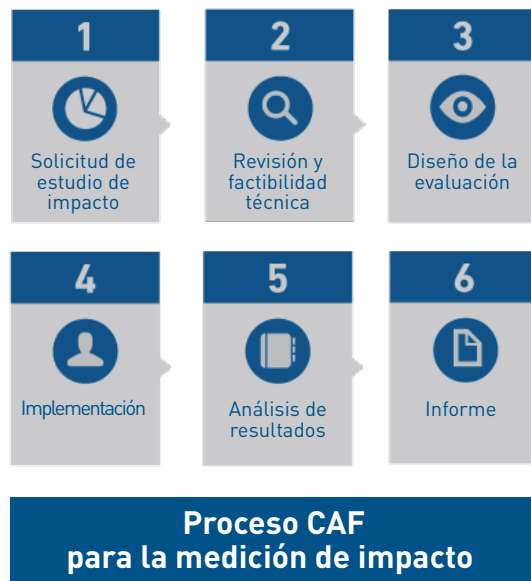 1
Solicitud de
estudio de
impacto
2
Revisión y
factibilidad
técnica
3
Diseño de la
evaluación
4
Implementación
5
Análisis de
resultados
6
Informe
Proceso CAF
para la medición de impacto